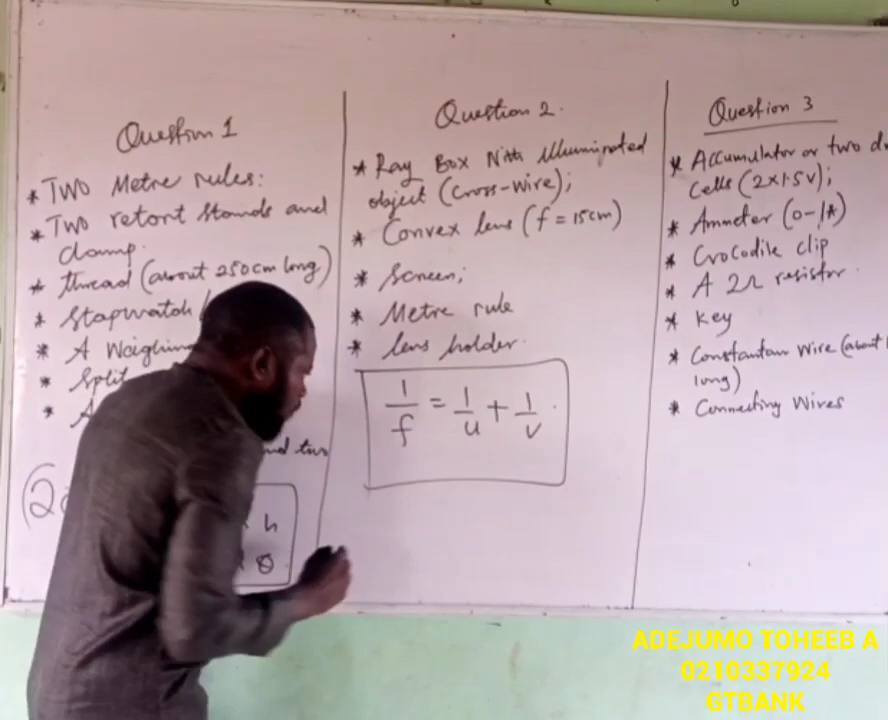 Question 1
* Two Metre rules:
* Two retort stands and
clamp.
* thread (about 250cm long)
* Stopwatch
* A Weighing
* Split
* A
and two
h
θ
Question 2.
* Ray Box With Illuminated
object (Cross-wire);
* Convex lens (f = 15cm)
* Screen;
* Metre rule
* lens holder.
1/f = 1/u + 1/v
Question 3
* Accumulator or two d
Cells (2x1.5V);
* Ammeter (0-1A)
* Crocodile clip
* A 2Ω resistor.
* Key
* Constantan Wire (about 1
long)
* Connecting Wires
ADEJUMO TOHEEB A
0210337924
GTBANK